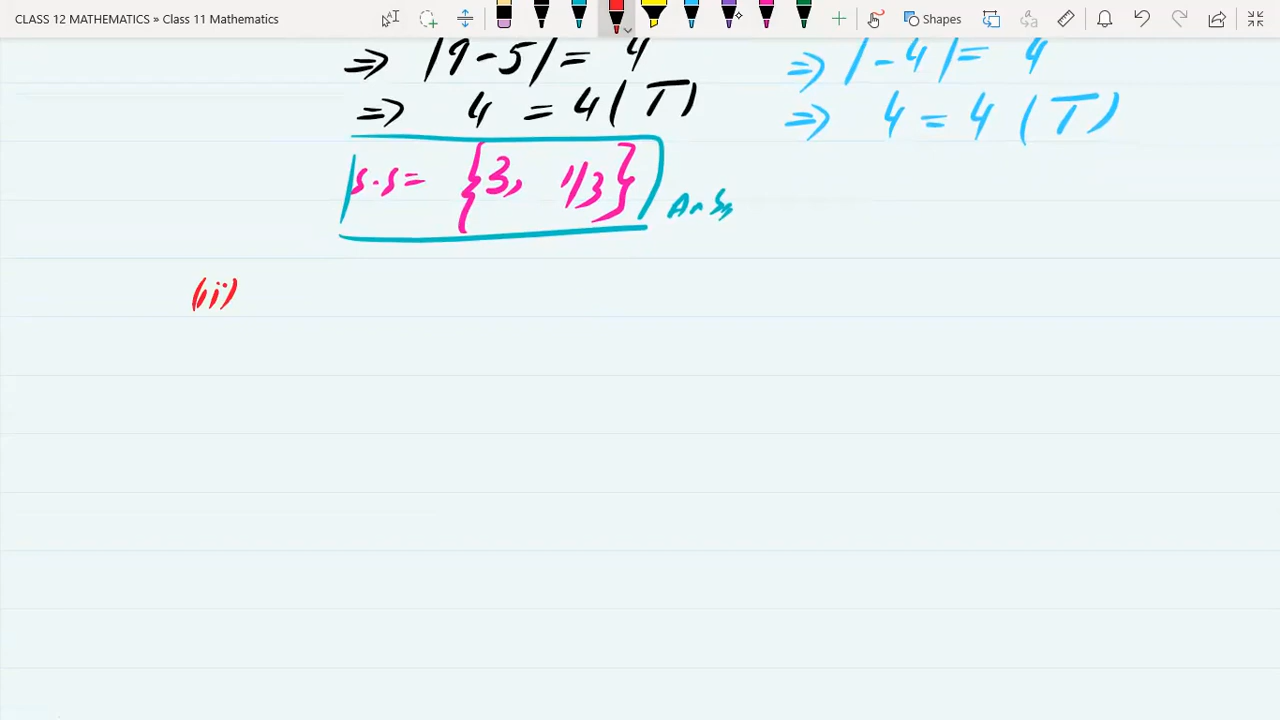 CLASS 12 MATHEMATICS » Class 11 Mathematics
Shapes
=> |9-5| = 4
=> |-4| = 4
=> 4 = 4 (T)
=> 4 = 4 (T)
S.S = {3, 1/3} Ans
(ii)